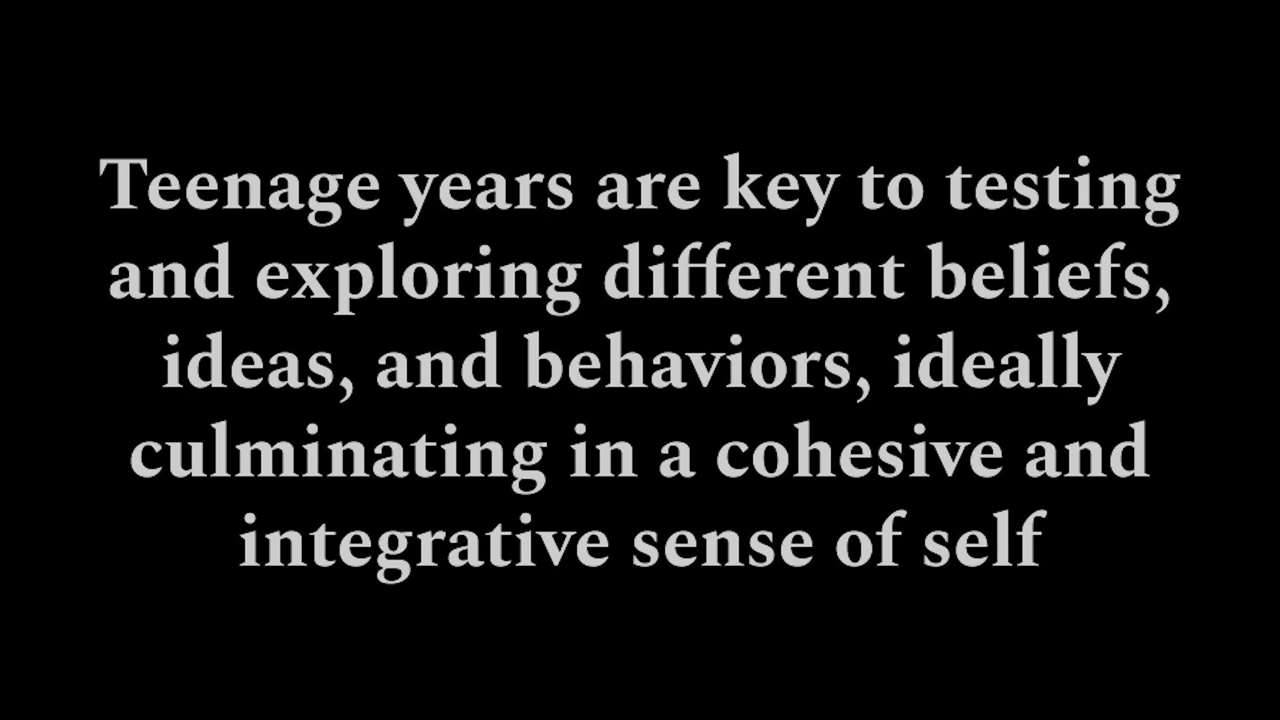 Teenage years are key to testing
and exploring different beliefs,
ideas, and behaviors, ideally
culminating in a cohesive and
integrative sense of self